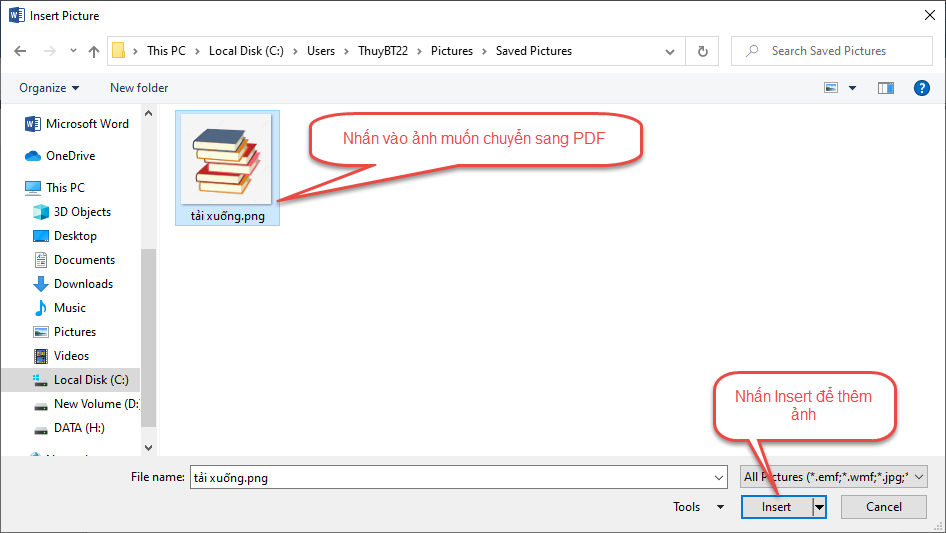 Insert Picture
This PC > Local Disk (C:) > Users > ThuyBT22 > Pictures > Saved Pictures
Search Saved Pictures
Organize
New folder
?
Microsoft Word
OneDrive
This PC
3D Objects
Desktop
Documents
Downloads
Music
Pictures
Videos
Local Disk (C:)
New Volume (D:
DATA (H:)
tải xuống.png
Nhấn vào ảnh muốn chuyển sang PDF
Nhấn Insert để thêm
ảnh
File name:
tải xuống.png
All Pictures (*.emf;*.wmf;*.jpg;*
Tools
Insert
Cancel